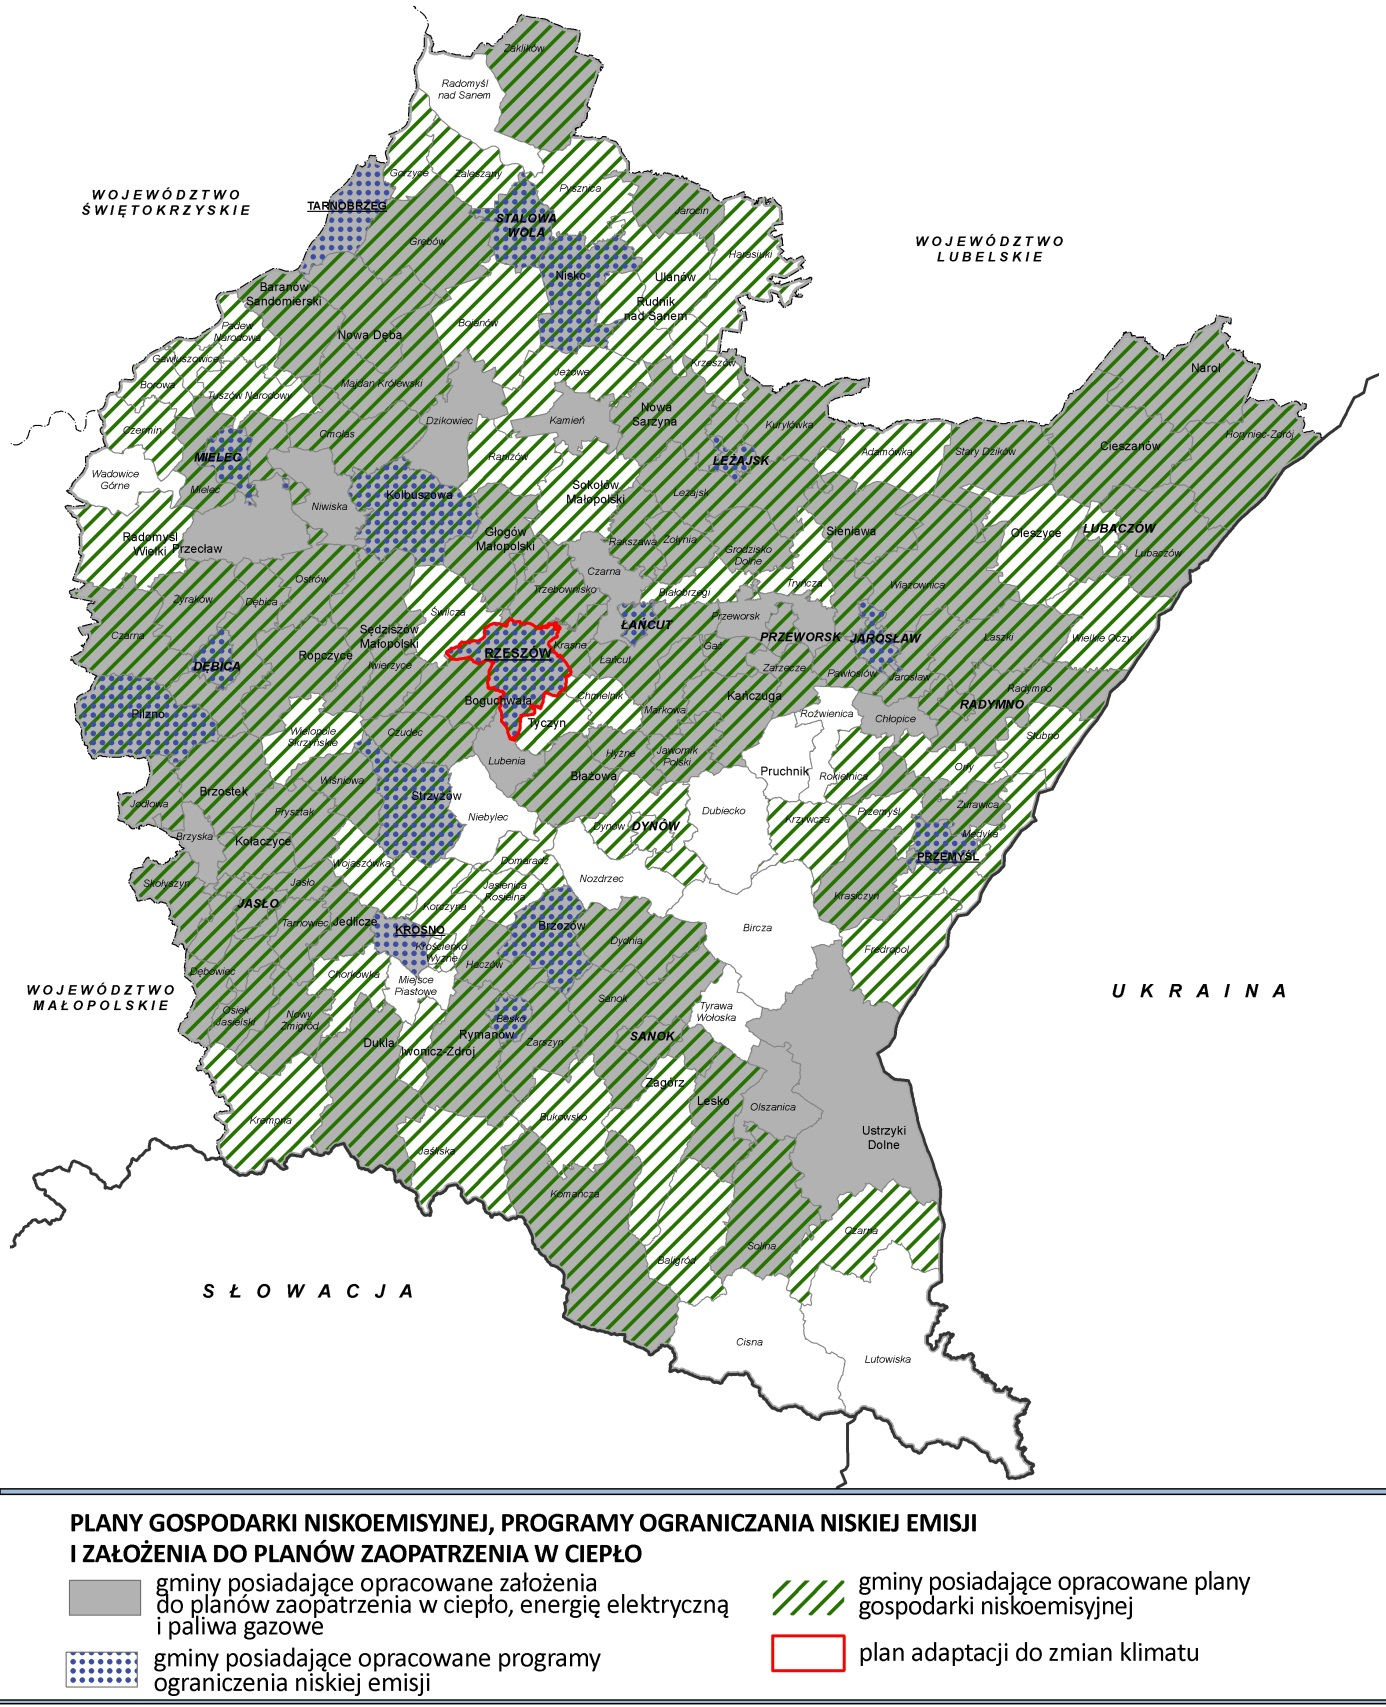 Zaklików
Radomyśl
nad Sanem
Gorzyce
Zaleszany
Pysznica
WOJEWÓDZTWO
ŚWIĘTOKRZYSKIE
TARNOBRZEG
STALOWA
WOLA
Jarocin
Grębów
Harasiuki
WOJEWÓDZTWO
LUBELSKIE
Nisko
Ulanów
Baranów
Sandomierski
Rudnik
nad Sanem
Padew
Narodowa
Nowa Dęba
Bojanów
Gawłuszowice
Krzeszów
Jeżowe
Narol
Borowa
Tuszów Narodowy
Majdan Królewski
Nowa
Sarzyna
Dzikowiec
Kamień
Kuryłówka
Czermin
Cmolas
Horyniec-Zdrój
Cieszanów
MIELEC
Raniżów
LEŻAJSK
Adamówka
Stary Dzików
Wadowice
Górne
Mielec
Kolbuszowa
Sokołów
Małopolski
Leżajsk
Niwiska
Radomyśl
Wielki
Przecław
Głogów
Małopolski
Rakszawa
Żołynia
Sieniawa
Oleszyce
LUBACZÓW
Grodzisko
Dolne
Lubaczów
Czarna
Ostrów
Trzebownisko
Białobrzegi
Tryńcza
Wiązownica
Żyraków
Dębica
Świlcza
Przeworsk
ŁAŃCUT
Czarna
Sędziszów
Małopolski
PRZEWORSK
JAROSŁAW
Laszki
Wielkie Oczy
Krasne
Gać
RZESZÓW
Ropczyce
Iwierzyce
Łańcut
Zarzecze
Pawłosiów
Jarosław
DĘBICA
Radymno
Boguchwała
Chmielnik
Markowa
Kańczuga
RADYMNO
Pilzno
Tyczyn
Roźwienica
Chłopice
Wielopole
Skrzyńskie
Czudec
Stubno
Lubenia
Hyżne
Jawornik
Polski
Pruchnik
Rokietnica
Orły
Wiśniowa
Błażowa
Brzostek
Strzyżów
Jodłowa
Frysztak
Niebylec
Dubiecko
Przemyśl
Żurawica
Krzywcza
Dynów
DYNÓW
Medyka
Brzyska
Kołaczyce
PRZEMYŚL
Wojaszówka
Domaradz
Skołyszyn
Jasło
Jasienica
Rosielna
Nozdrzec
Krasiczyn
JASŁO
Korczyna
Tarnowiec
Jedlicze
KROSNO
Brzozów
Bircza
Dydnia
Krościenko
Wyżne
Fredropol
Haczów
Dębowiec
Chorkówka
Miejsce
Piastowe
WOJEWÓDZTWO
MAŁOPOLSKIE
UKRAINA
Sanok
Tyrawa
Wołoska
Osiek
Jasielski
Nowy
Żmigród
Besko
Rymanów
Zarszyn
SANOK
Dukla
Iwonicz-Zdrój
Zagórz
Lesko
Olszanica
Krempna
Bukowsko
Ustrzyki
Dolne
Jaśliska
Komańcza
Czarna
Solina
Baligród
SŁOWACJA
Cisna
Lutowiska
PLANY GOSPODARKI NISKOEMISYJNEJ, PROGRAMY OGRANICZANIA NISKIEJ EMISJI
I ZAŁOŻENIA DO PLANÓW ZAOPATRZENIA W CIEPŁO
gminy posiadające opracowane założenia
do planów zaopatrzenia w ciepło, energię elektryczną
i paliwa gazowe
gminy posiadające opracowane programy
ograniczenia niskiej emisji
gminy posiadające opracowane plany
gospodarki niskoemisyjnej
plan adaptacji do zmian klimatu